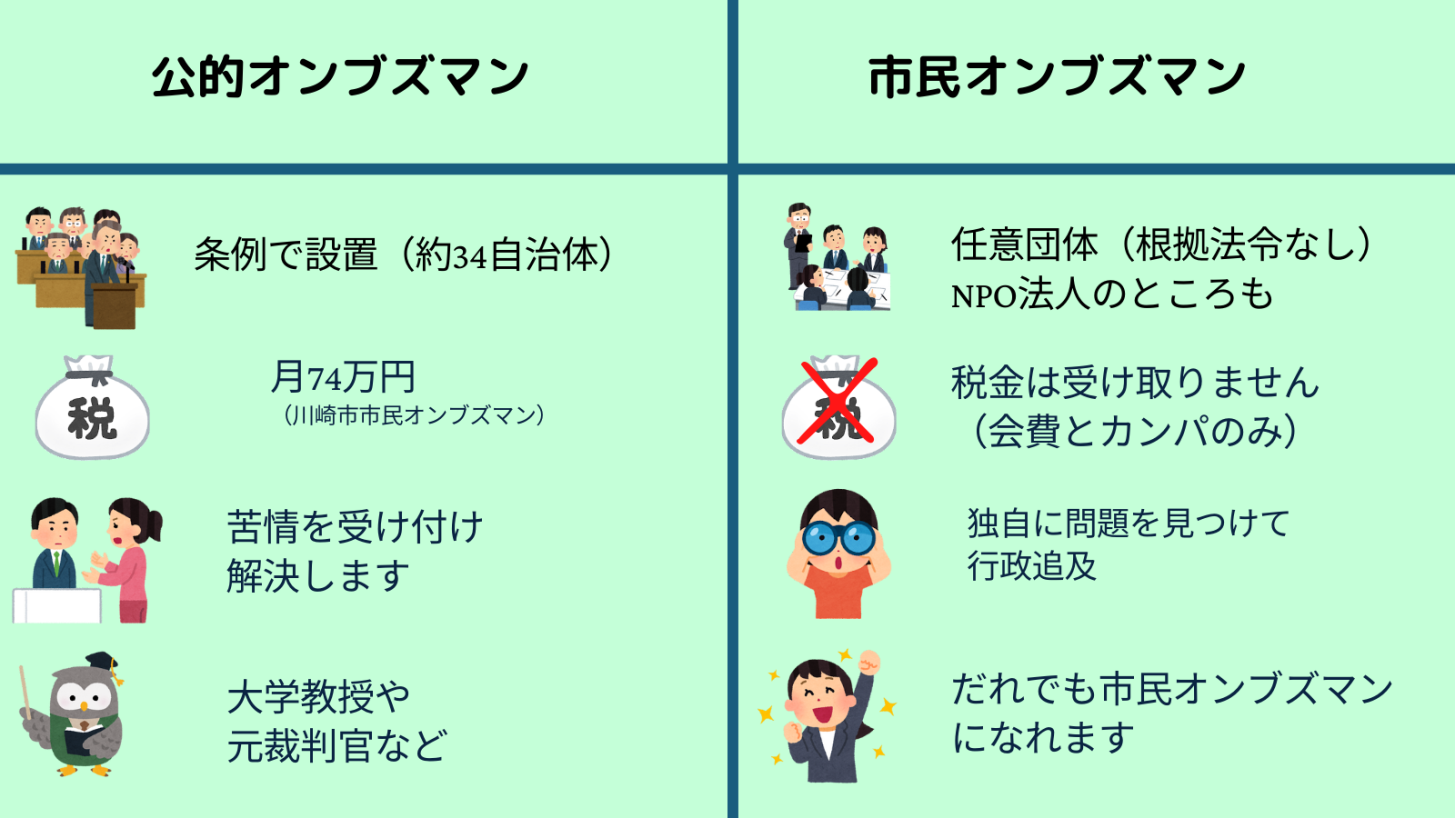 公的オンブズマン
市民オンブズマン
条例で設置（約34自治体）
任意団体（根拠法令なし）
NPO法人のところも
税
月74万円
（川崎市市民オンブズマン）
税
税金は受け取りません
（会費とカンパのみ）
苦情を受け付け
解決します
独自に問題を見つけて
行政追及
大学教授や
元裁判官など
だれでも市民オンブズマン
になれます